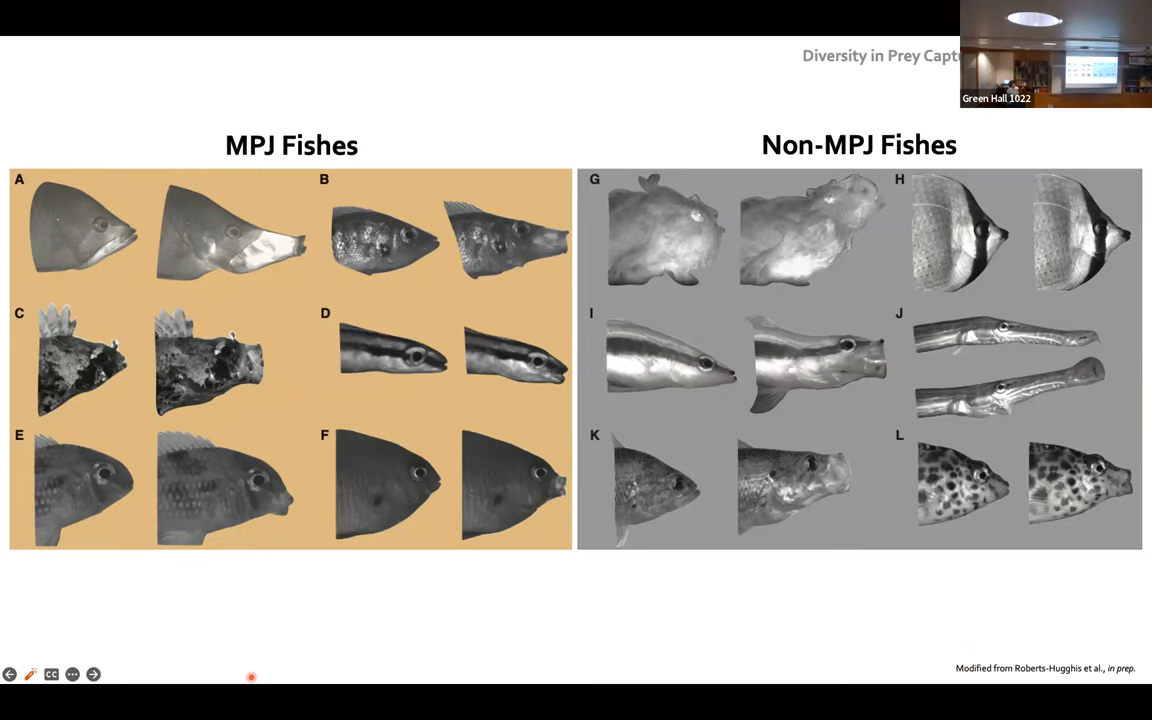 Diversity in Prey
Green Hall 1022
MPJ Fishes
Non-MPJ Fishes
A
B
C
D
E
F
G
H
I
J
K
L
CC
Modified from Roberts-Hugghis et al., in prep.